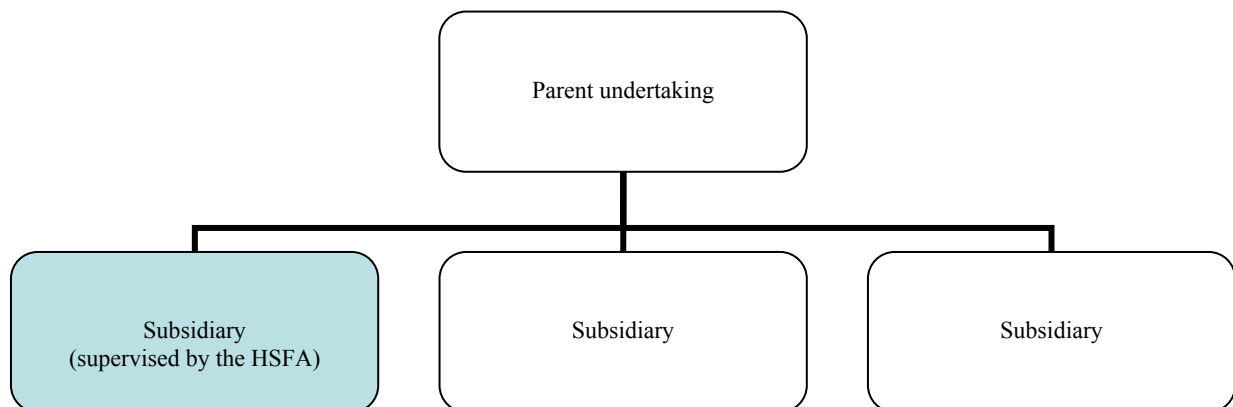 Parent undertaking
Subsidiary
(supervised by the HSFA)
Subsidiary
Subsidiary